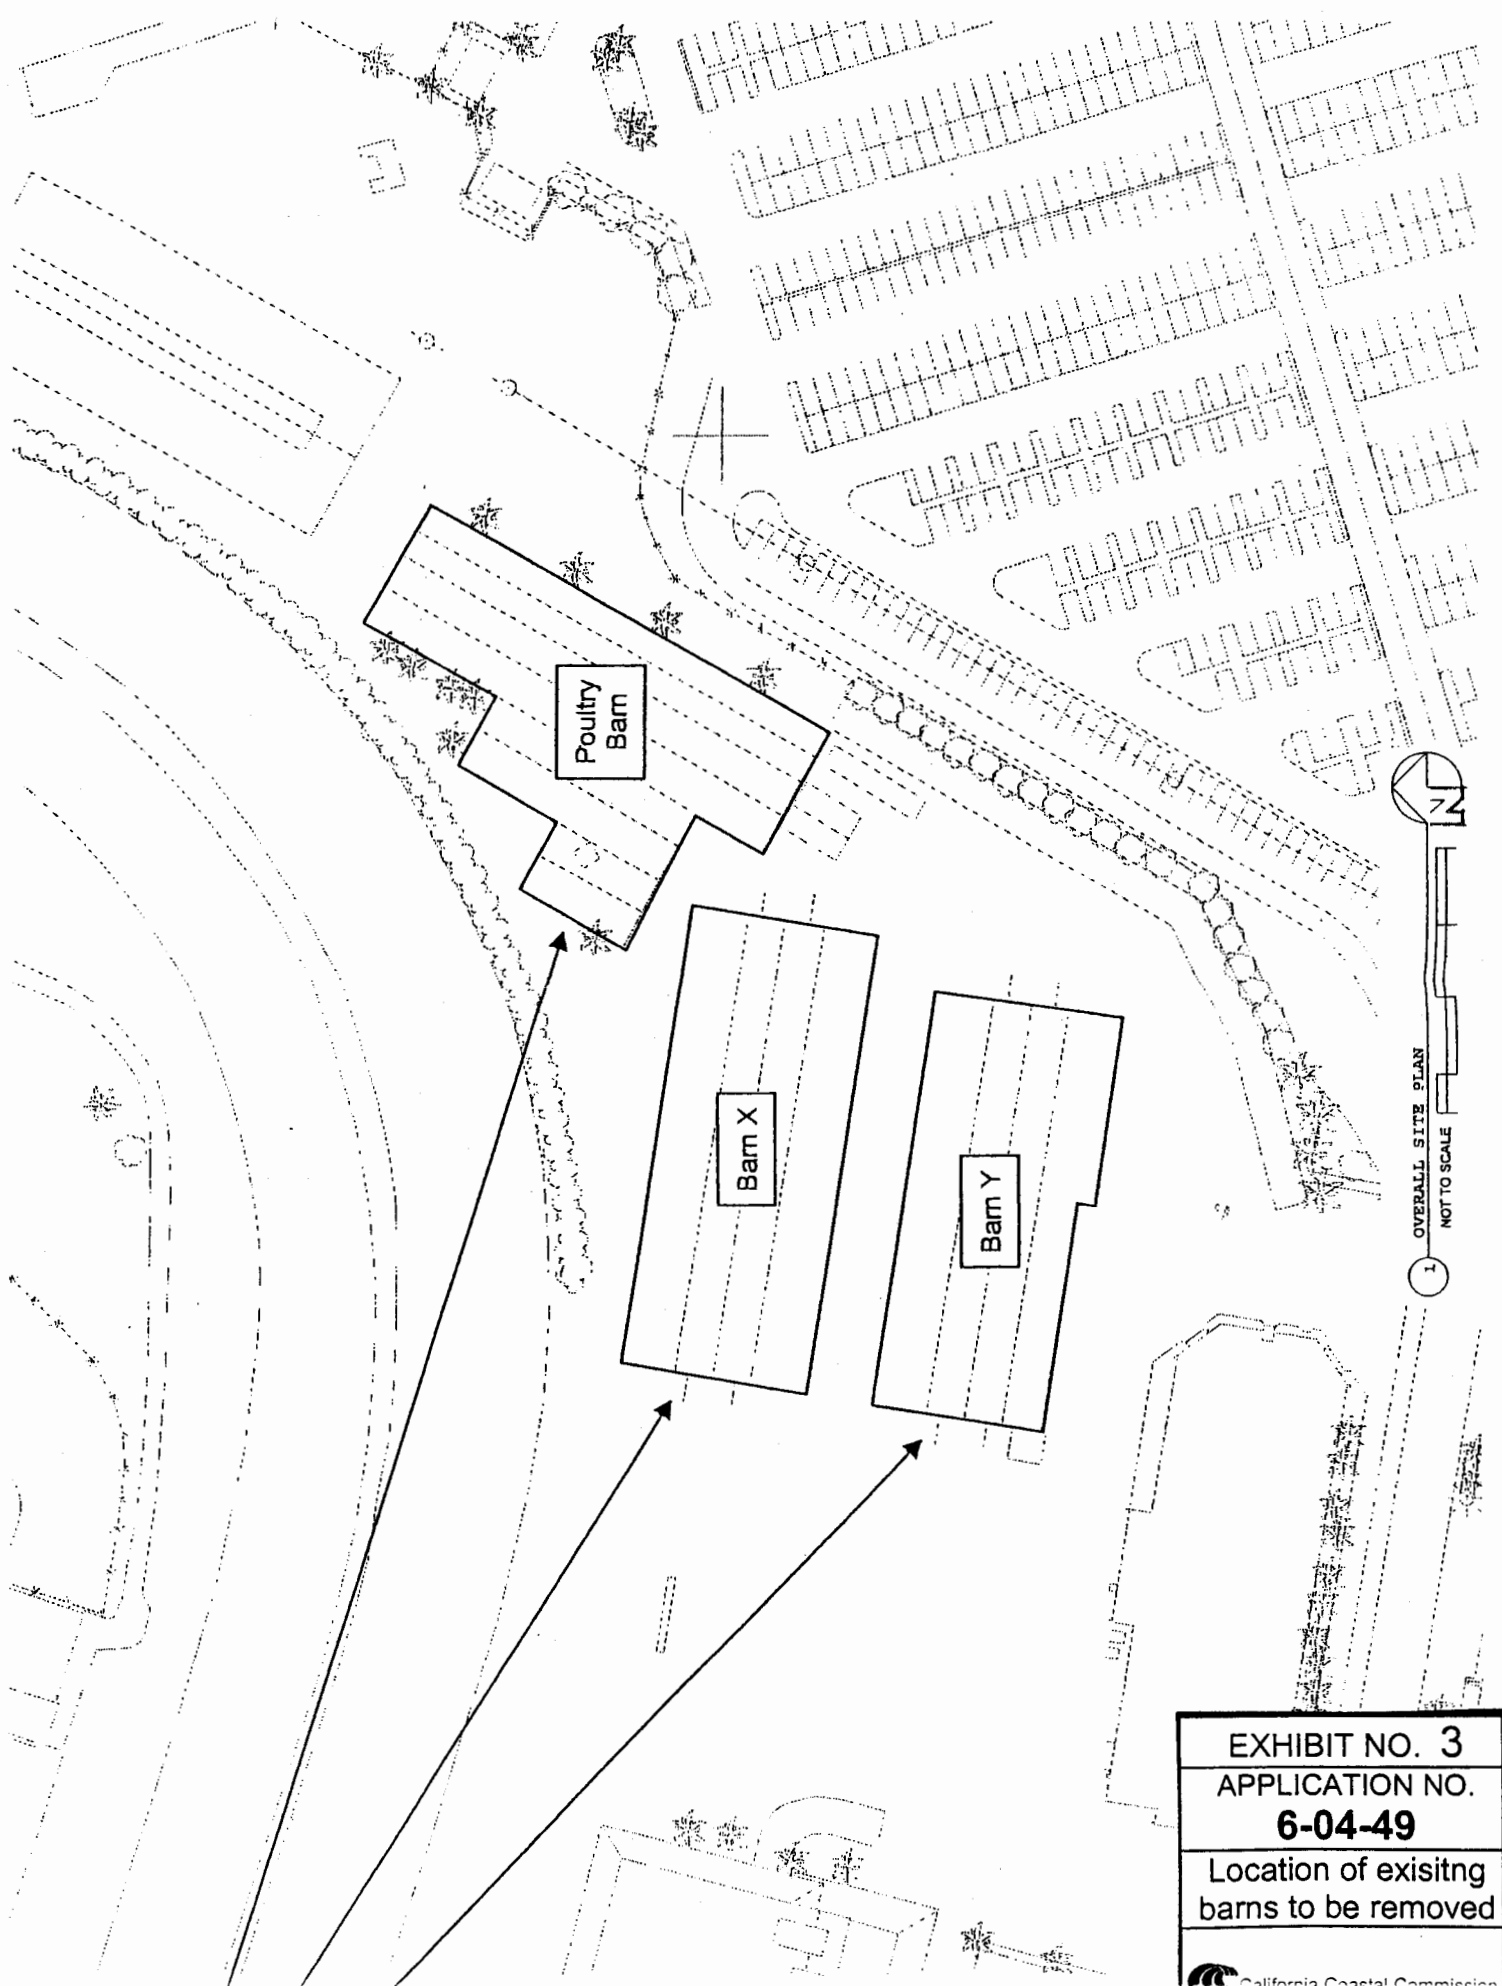 Poultry
Barn
Barn X
Barn Y
N
1
OVERALL SITE PLAN
NOT TO SCALE
EXHIBIT NO. 3
APPLICATION NO.
6-04-49
Location of exisitng
barns to be removed
California Coastal Commission